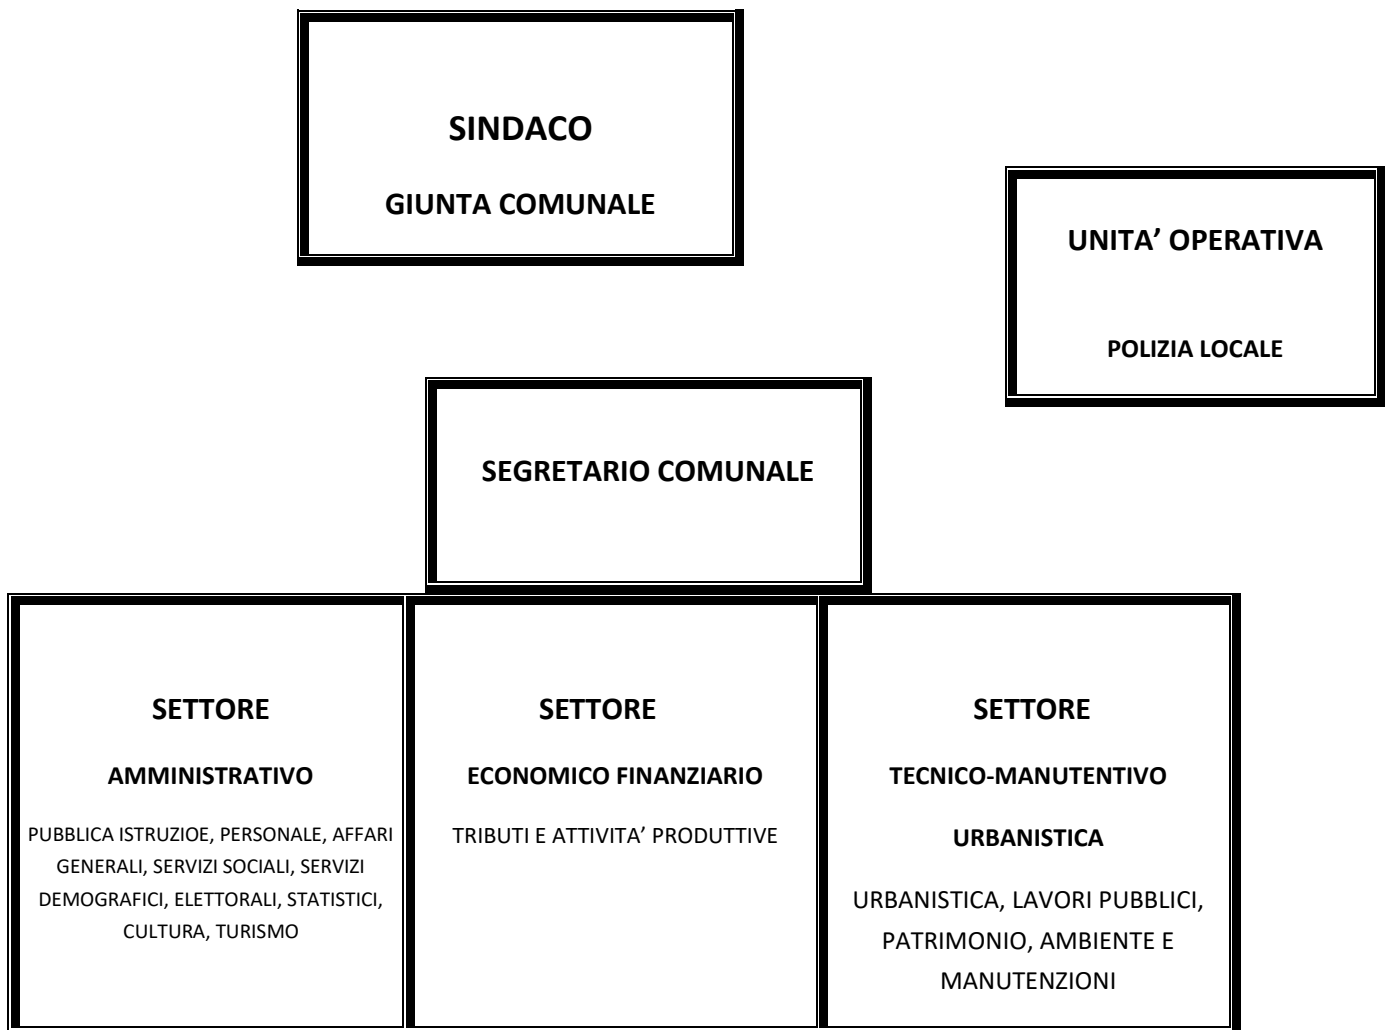 SINDACO
GIUNTA COMUNALE
UNITA’ OPERATIVA
POLIZIA LOCALE
SEGRETARIO COMUNALE
SETTORE
AMMINISTRATIVO
PUBBLICA ISTRUZIOE, PERSONALE, AFFARI
GENERALI, SERVIZI SOCIALI, SERVIZI
DEMOGRAFICI, ELETTORALI, STATISTICI,
CULTURA, TURISMO
SETTORE
ECONOMICO FINANZIARIO
TRIBUTI E ATTIVITA’ PRODUTTIVE
SETTORE
TECNICO-MANUTENTIVO
URBANISTICA
URBANISTICA, LAVORI PUBBLICI,
PATRIMONIO, AMBIENTE E
MANUTENZIONI